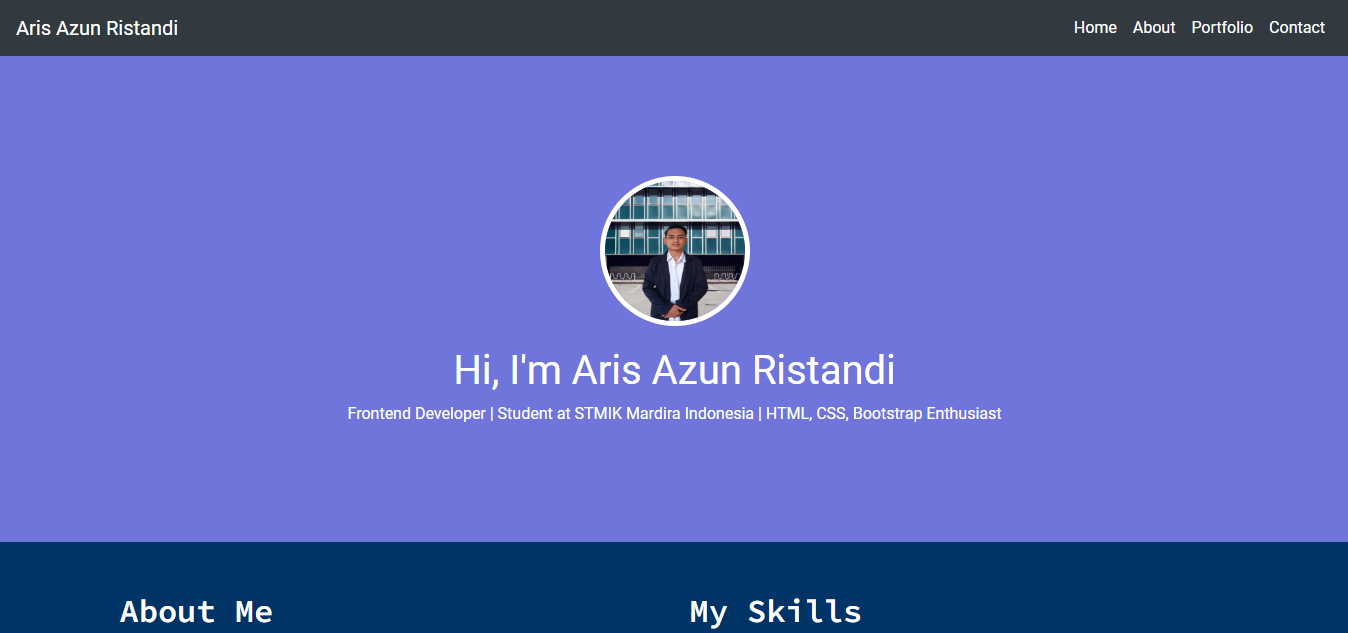 Aris Azun Ristandi
Home About Portfolio Contact
Hi, I'm Aris Azun Ristandi
Frontend Developer | Student at STMIK Mardira Indonesia | HTML, CSS, Bootstrap Enthusiast
About Me
My Skills